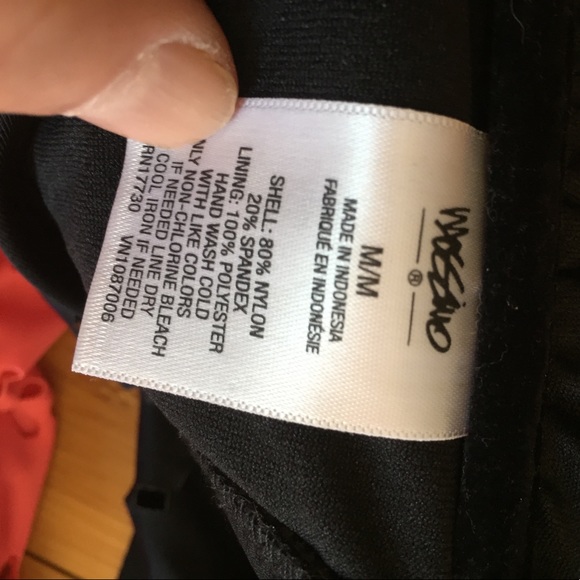 mossimo
®
M/M
MADE IN INDONESIA
FABRIQUÉ EN INDONÉSIE
SHELL: 80% NYLON
20% SPANDEX
LINING: 100% POLYESTER
HAND WASH COLD
WITH LIKE COLORS
NLY NON-CHLORINE BLEACH
IF NEEDED LINE DRY
COOL IRON IF NEEDED
RN17730 VN1087006